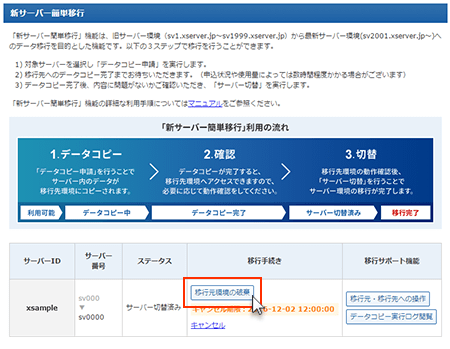 新サーバー簡単移行
「新サーバー簡単移行」機能は、旧サーバー環境（sv1.xserver.jp～sv1999.xserver.jp）から最新サーバー環境(sv2001.xserver.jp～)へ
のデータ移行を目的とした機能です。以下の３ステップで移行を行うことができます。
1) 対象サーバーを選択し「データコピー申請」を実行します。
2) 移行先へのデータコピー完了までお待ちいただきます。（申込状況や使用量によっては数時間程度かかる場合がございます）
3) データコピー完了後、内容に問題がないかご確認いただき、「サーバー切替」を実行します。
「新サーバー簡単移行」機能の詳細な利用手順についてはマニュアルをご参照ください。
「新サーバー簡単移行」利用の流れ
1.データコピー
「データコピー申請」を行うことで
サーバー内のデータが
移行先環境にコピーされます。
2.確認
データコピーが完了すると、
移行先環境へアクセスできますので、
必要に応じて動作確認をしてください。
3.切替
移行先環境の動作確認後、
「サーバー切替」を行うことで
サーバー環境の移行が完了します。
利用可能 データコピー中 データコピー完了 サーバー切替済み 移行完了
サーバーID サーバー番号 ステータス 移行手続き 移行サポート機能
xsample
sv000
▼
sv0000
サーバー切替済み
移行元環境の破棄
キャンセル期限：
-12-02 12:00:00
キャンセル
移行元・移行先への操作
データコピー実行ログ閲覧